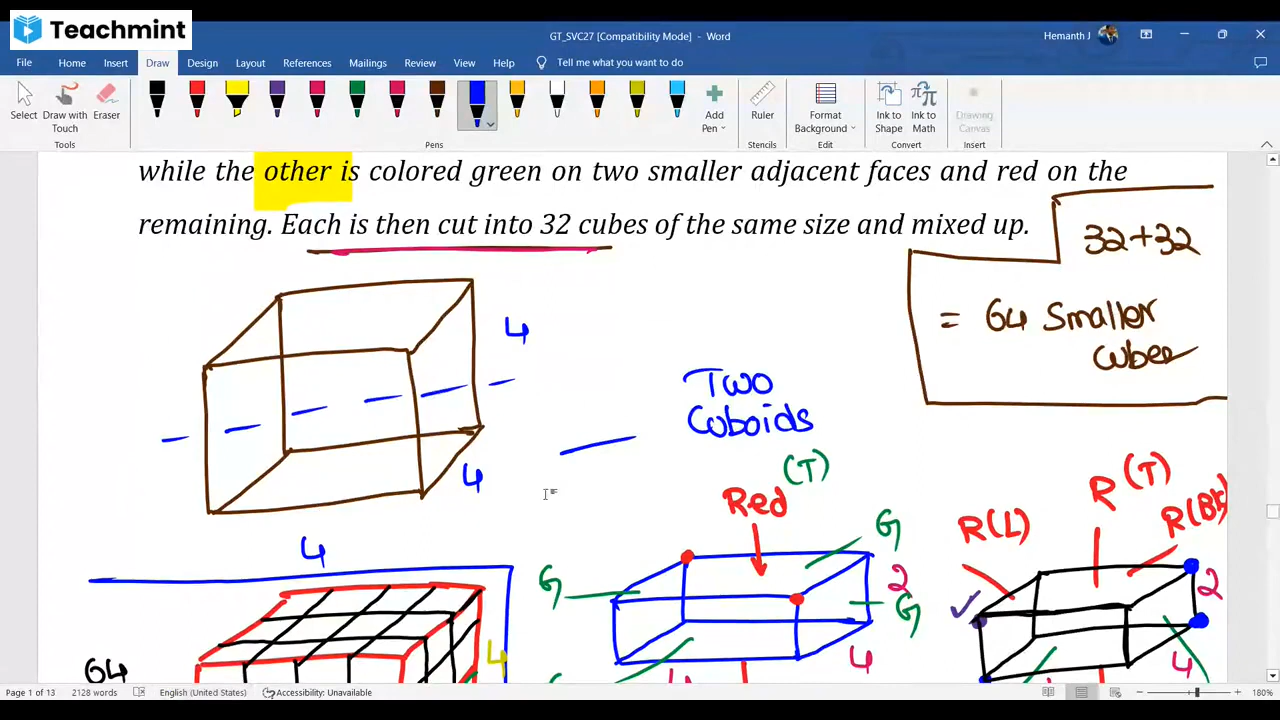 Teachmint
GT_SVC27 [Compatibility Mode] - Word
Hemanth J
File Home Insert Draw Design Layout References Mailings Review View Help Tell me what you want to do
Select
Draw with Touch
Eraser
Add Pen
Ruler
Format Background
Ink to Shape
Ink to Math
Drawing Canvas
Tools Pens Stencils Convert Insert
while the other is colored green on two smaller adjacent faces and red on the
remaining. Each is then cut into 32 cubes of the same size and mixed up.
32+32
= 64 Smaller
cubes
4
4
4
Two
Cuboids
Red (T)
G
G
G
2
4
R (T)
R(L)
R(Bt
2
4
64
4
Page 1 of 13 2128 words English (United States) Accessibility: Unavailable 180%